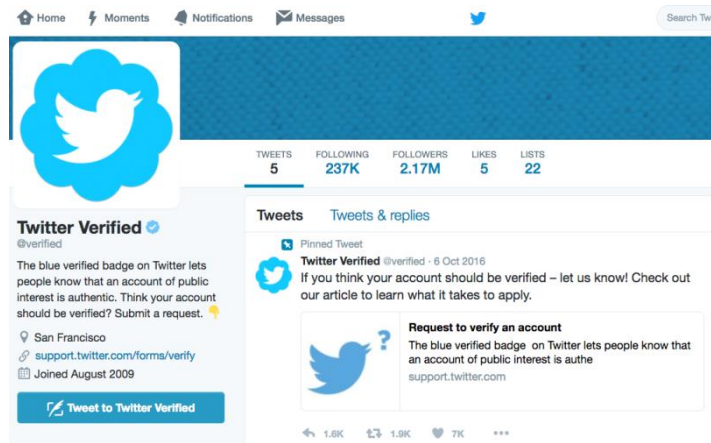 Home Moments Notifications Messages Search Tw
TWEETS FOLLOWING FOLLOWERS LIKES LISTS
5 237K 2.17M 5 22
Twitter Verified
@verified
The blue verified badge on Twitter lets
people know that an account of public
interest is authentic. Think your account
should be verified? Submit a request. 👇
San Francisco
support.twitter.com/forms/verify
Joined August 2009
Tweet to Twitter Verified
Tweets Tweets & replies
Pinned Tweet
Twitter Verified @verified · 6 Oct 2016
If you think your account should be verified – let us know! Check out
our article to learn what it takes to apply.
?
Request to verify an account
The blue verified badge on Twitter lets people know that
an account of public interest is authe
support.twitter.com
1.6K 1.9K 7K •••